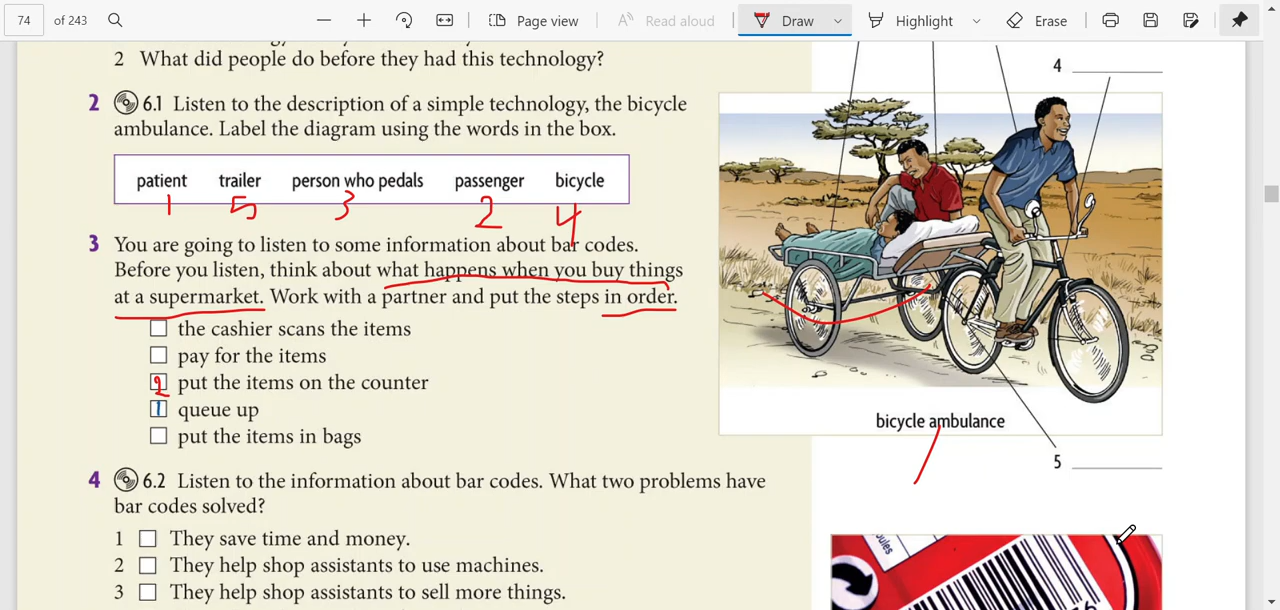 74 of 243
Page view
Read aloud
Draw
Highlight
Erase
2 What did people do before they had this technology?
4
2 6.1 Listen to the description of a simple technology, the bicycle
ambulance. Label the diagram using the words in the box.
patient trailer person who pedals passenger bicycle
1 5 3 2 4
3 You are going to listen to some information about bar codes.
Before you listen, think about what happens when you buy things
at a supermarket. Work with a partner and put the steps in order.
the cashier scans the items
pay for the items
2 put the items on the counter
1 queue up
put the items in bags
bicycle ambulance
5
4 6.2 Listen to the information about bar codes. What two problems have
bar codes solved?
1 They save time and money.
2 They help shop assistants to use machines.
3 They help shop assistants to sell more things.
6